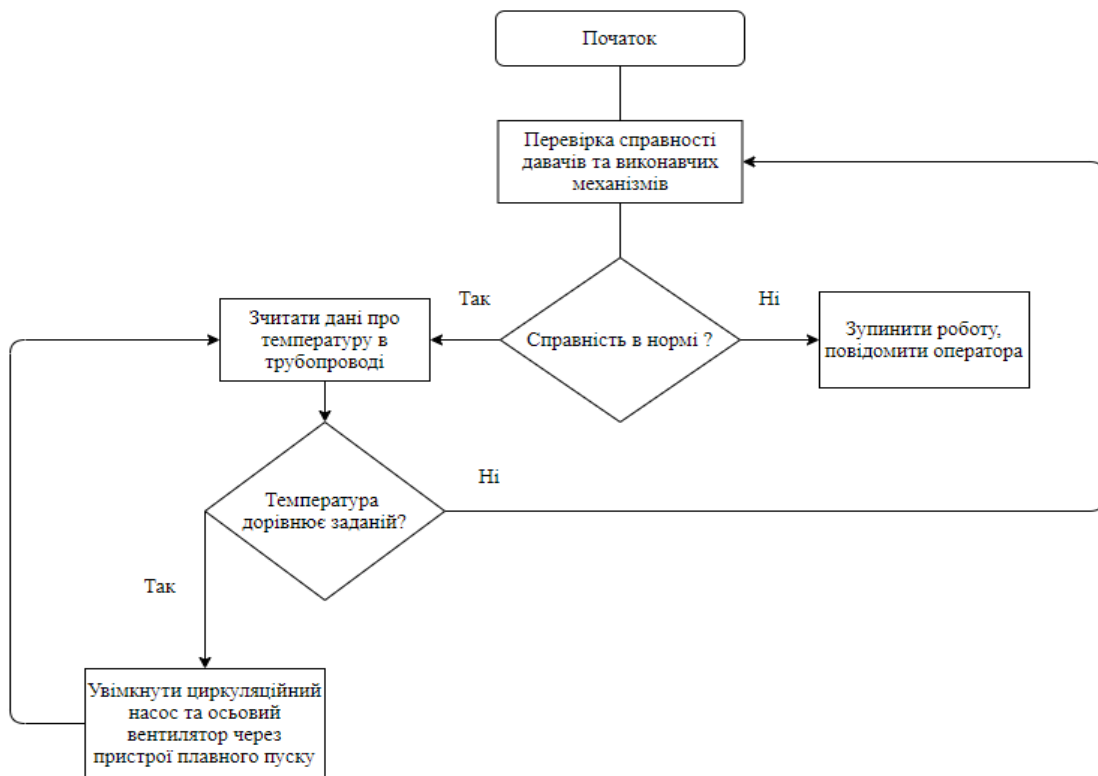 Початок
Перевірка справності
давачів та виконавчих
механізмів
Так
Ні
Зчитати дані про
температуру в
трубопроводі
Справність в нормі ?
Зупинити роботу,
повідомити оператора
Ні
Температура
дорівнює заданій?
Так
Увімкнути циркуляційний
насос та осьовий
вентилятор через
пристрої плавного пуску